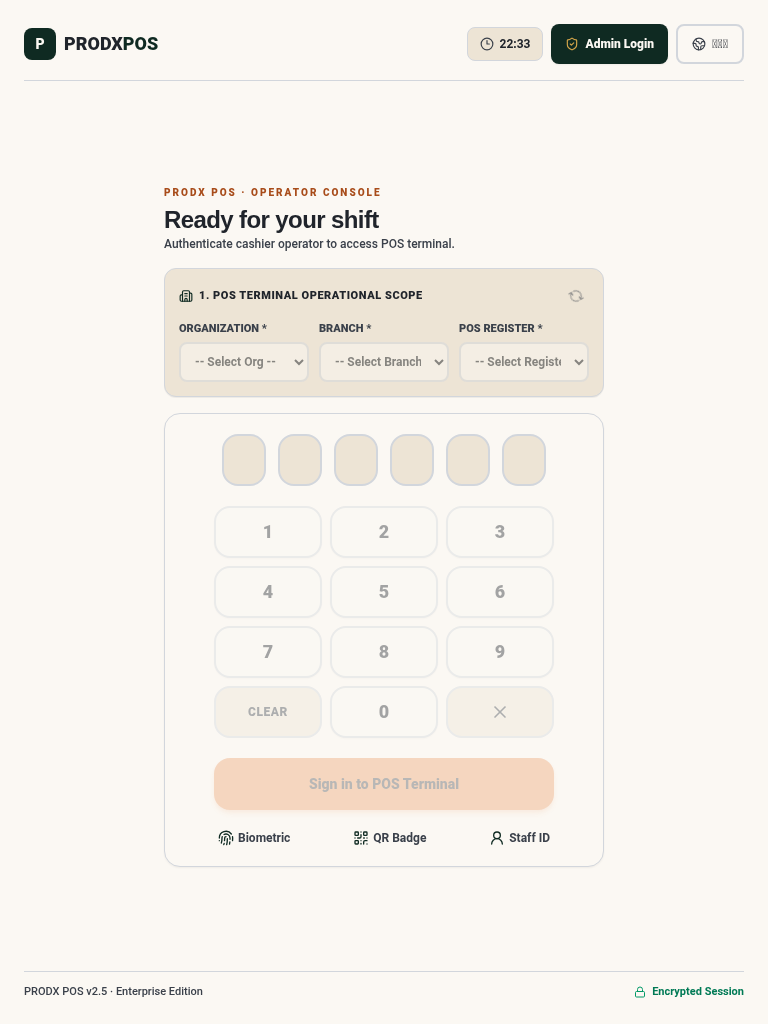 P PRODXPOS
22:33
Admin Login
PRODX POS · OPERATOR CONSOLE
Ready for your shift
Authenticate cashier operator to access POS terminal.
1. POS TERMINAL OPERATIONAL SCOPE
ORGANIZATION * BRANCH * POS REGISTER *
-- Select Org -- -- Select Branch -- Select Registe
1 2 3
4 5 6
7 8 9
CLEAR 0
Sign in to POS Terminal
Biometric QR Badge Staff ID
PRODX POS v2.5 · Enterprise Edition
Encrypted Session